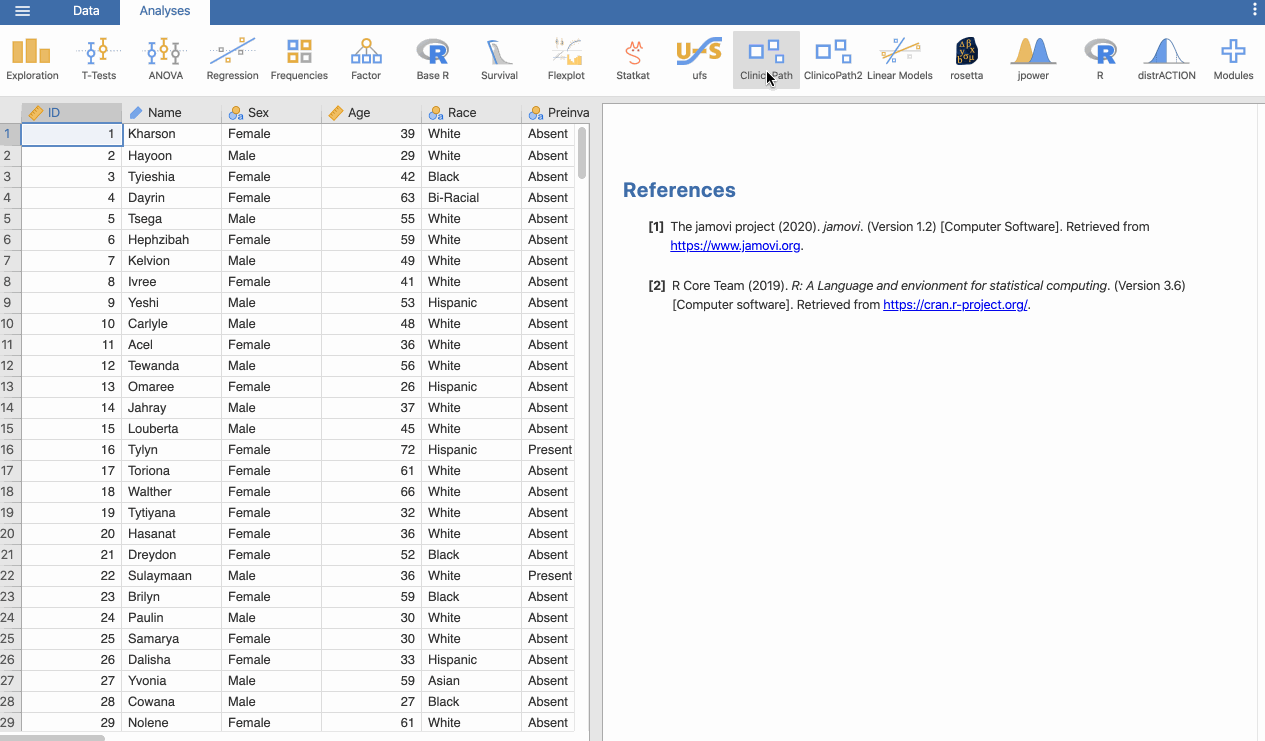 Data Analyses
Exploration T-Tests ANOVA Regression Frequencies Factor Base R Survival Flexplot Statkat ufs ClinicoPath ClinicoPath2 Linear Models rosetta jpower R distrACTION Modules
ID Name Sex Age Race Preinva
1 1 Kharson Female 39 White Absent
2 2 Hayoon Male 29 White Absent
3 3 Tyieshia Female 42 Black Absent
4 4 Dayrin Female 63 Bi-Racial Absent
5 5 Tsega Male 55 White Absent
6 6 Hephzibah Female 59 White Absent
7 7 Kelvion Male 49 White Absent
8 8 Ivree Female 41 White Absent
9 9 Yeshi Male 53 Hispanic Absent
10 10 Carlyle Male 48 White Absent
11 11 Acel Female 36 White Absent
12 12 Tewanda Male 56 White Absent
13 13 Omaree Female 26 Hispanic Absent
14 14 Jahray Male 37 White Absent
15 15 Louberta Male 45 White Absent
16 16 Tylyn Female 72 Hispanic Present
17 17 Toriona Female 61 White Absent
18 18 Walther Female 66 White Absent
19 19 Tytiyana Female 32 White Absent
20 20 Hasanat Female 36 White Absent
21 21 Dreydon Female 52 Black Absent
22 22 Sulaymaan Male 36 White Present
23 23 Brilyn Female 59 Black Absent
24 24 Paulin Male 30 White Absent
25 25 Samarya Female 30 White Absent
26 26 Dalisha Female 33 Hispanic Absent
27 27 Yvonia Male 59 Asian Absent
28 28 Cowana Male 27 Black Absent
29 29 Nolene Female 61 White Absent
References
[1] The jamovi project (2020). jamovi. (Version 1.2) [Computer Software]. Retrieved from
https://www.jamovi.org.
[2] R Core Team (2019). R: A Language and envionment for statistical computing. (Version 3.6)
[Computer software]. Retrieved from https://cran.r-project.org/.